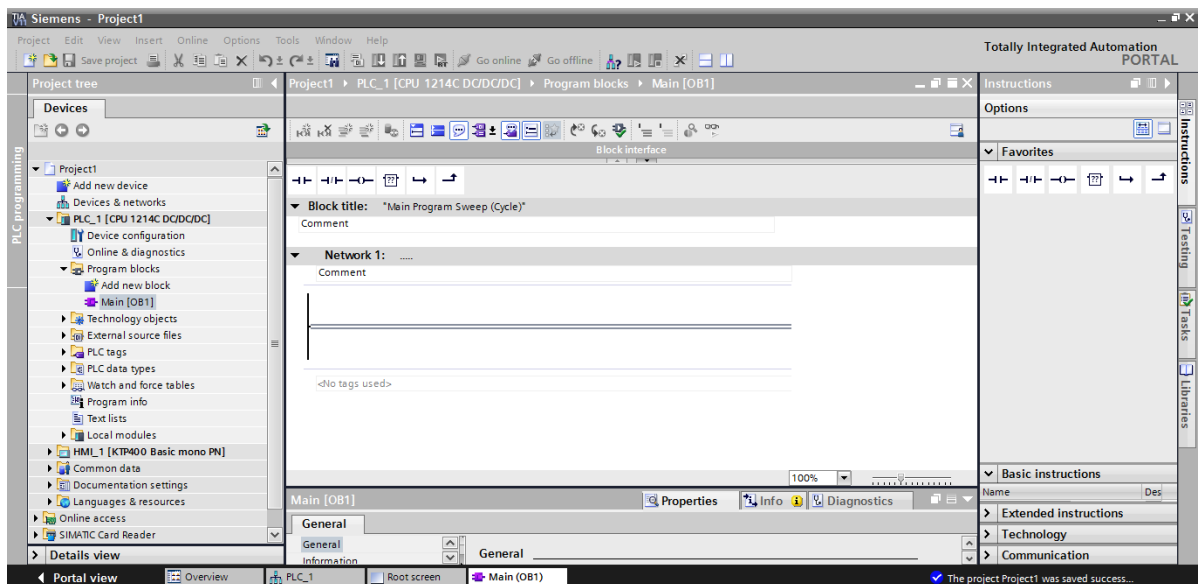 Siemens - Project1
Project Edit View Insert Online Options Tools Window Help
Totally Integrated Automation
PORTAL
Save project
Go online
Go offline
Project tree
Project1 PLC_1 [CPU 1214C DC/DC/DC] Program blocks Main [OB1]
Instructions
Devices
Options
Block interface
Favorites
PLC programming
Project1
Add new device
Devices & networks
PLC_1 [CPU 1214C DC/DC/DC]
Device configuration
Online & diagnostics
Program blocks
Add new block
Main [OB1]
Technology objects
External source files
PLC tags
PLC data types
Watch and force tables
Program info
Text lists
Local modules
HMI_1 [KTP400 Basic mono PN]
Common data
Documentation settings
Languages & resources
Online access
SIMATIC Card Reader
Details view
??
Block title: "Main Program Sweep (Cycle)"
Comment
Network 1: .....
Comment
<No tags used>
100%
Main [OB1]
Properties
Info
Diagnostics
General
General
Information
General
??
Basic instructions
Name Des
Extended instructions
Technology
Communication
Instructions
Testing
Tasks
Libraries
Portal view
Overview
PLC_1
Root screen
Main (OB1)
The project Project1 was saved success...